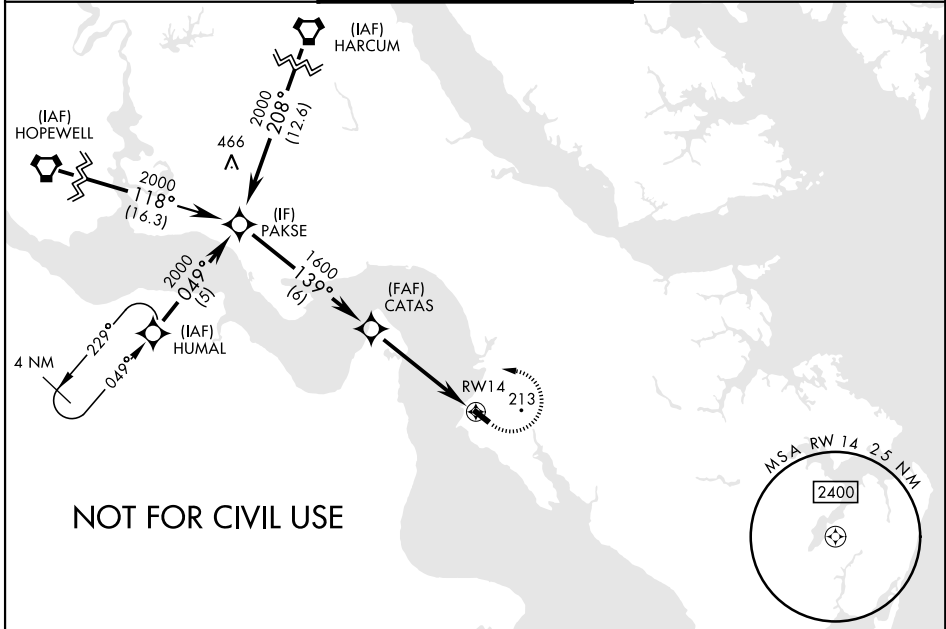 (IAF)
HARCUM
2000
208°
(12.6)
(IAF)
HOPEWELL
466
2000
118°
(16.3)
(IF)
PAKSE
2000
049°
(5)
1600
139°
(6)
(FAF)
CATAS
(IAF)
HUMAL
4 NM
229°
049°
RW14
213
MSA RW 14 25 NM
2400
NOT FOR CIVIL USE